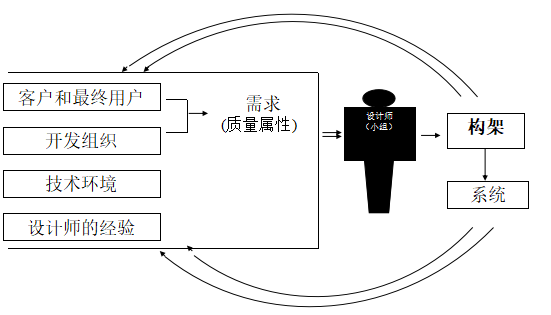 客户和最终用户
开发组织
技术环境
设计师的经验
需求
(质量属性)
设计师
（小组）
构架
系统